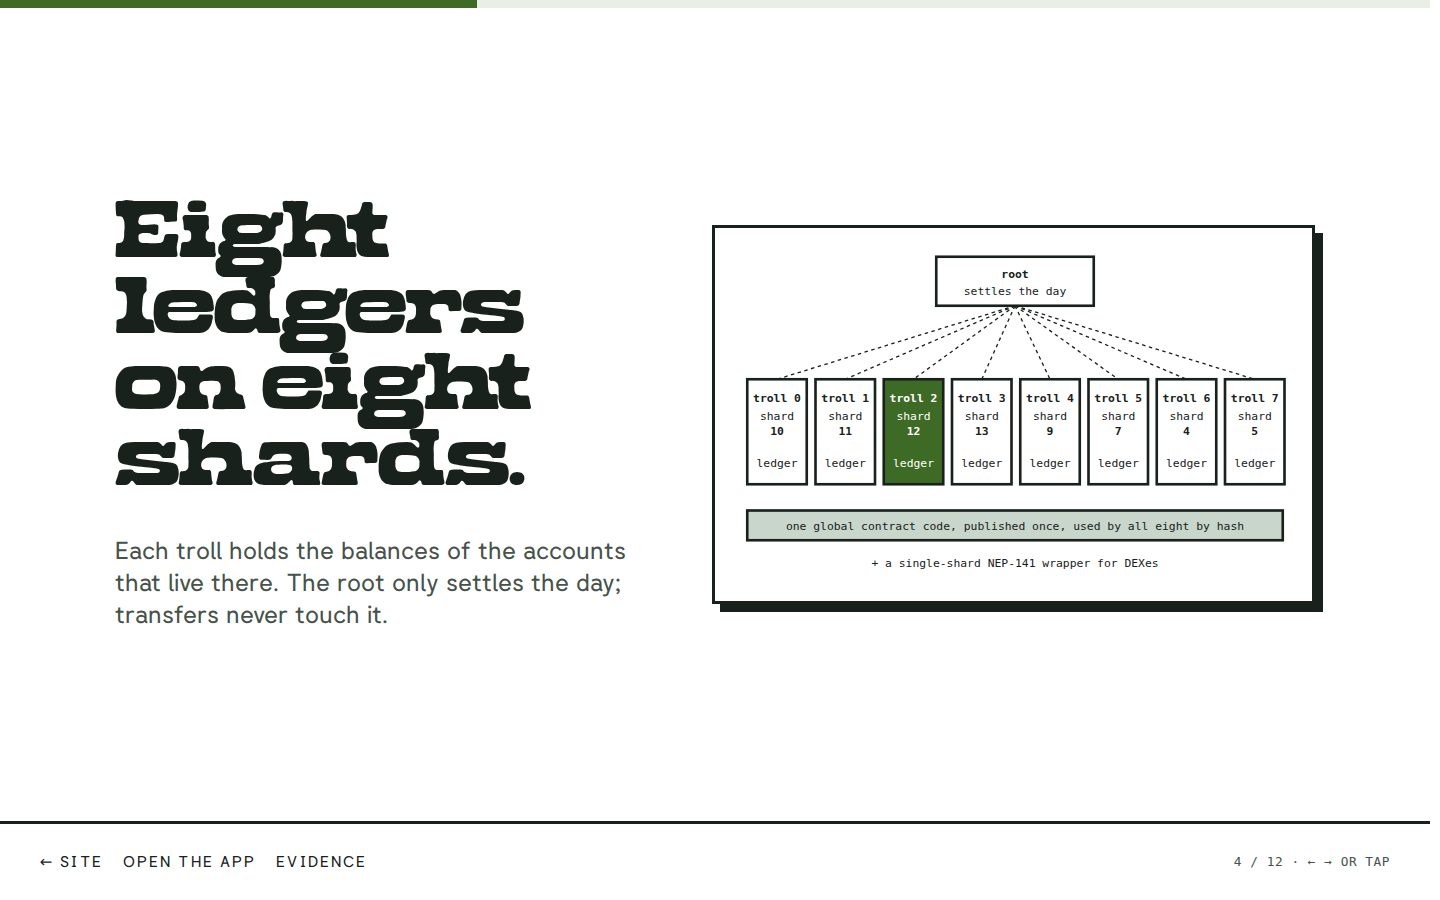 Eight
ledgers
on eight
shards.
Each troll holds the balances of the accounts
that live there. The root only settles the day;
transfers never touch it.
root
settles the day
troll 0
shard
10
ledger
troll 1
shard
11
ledger
troll 2
shard
12
ledger
troll 3
shard
13
ledger
troll 4
shard
9
ledger
troll 5
shard
7
ledger
troll 6
shard
4
ledger
troll 7
shard
5
ledger
one global contract code, published once, used by all eight by hash
+ a single-shard NEP-141 wrapper for DEXes
← SITE OPEN THE APP EVIDENCE
4 / 12 · ← → OR TAP